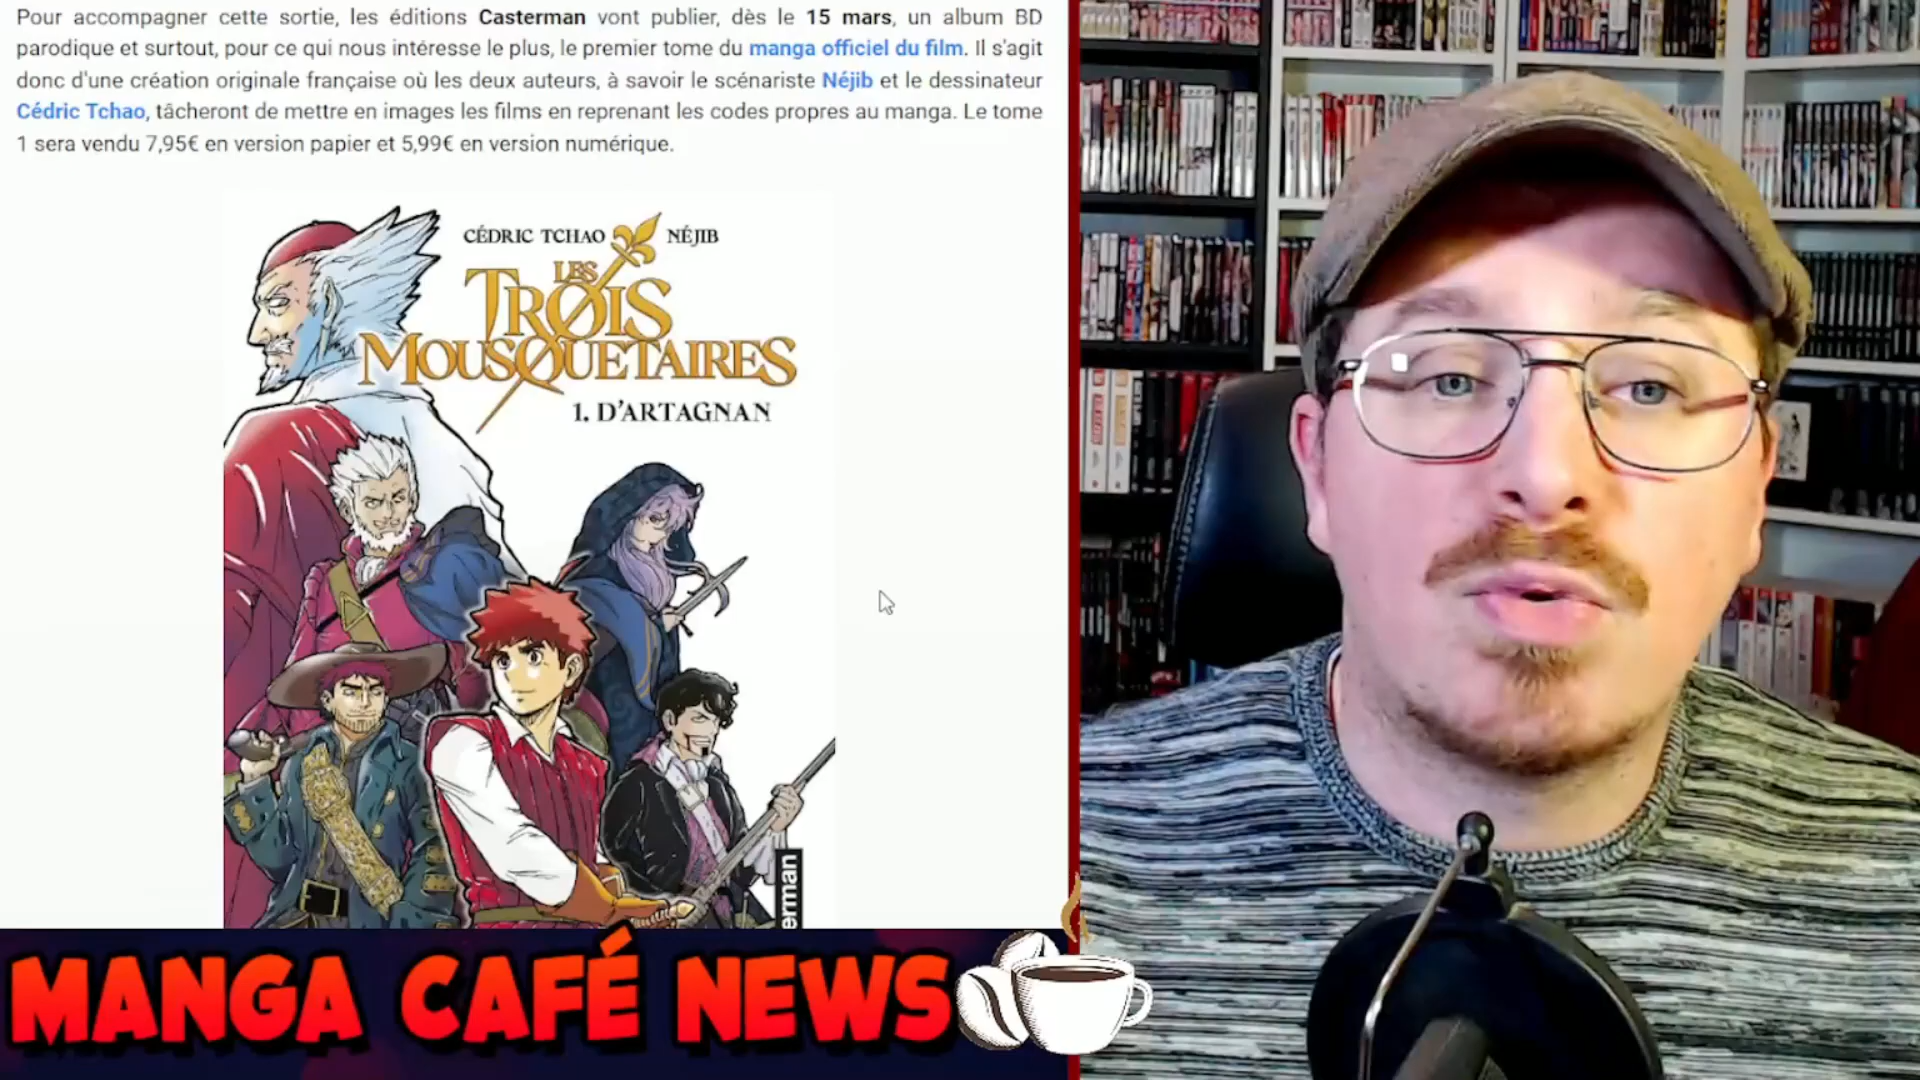 Pour accompagner cette sortie, les éditions Casterman vont publier, dès le 15 mars, un album BD
parodique et surtout, pour ce qui nous intéresse le plus, le premier tome du manga officiel du film. Il s'agit
donc d'une création originale française où les deux auteurs, à savoir le scénariste Néjib et le dessinateur
Cédric Tchao, tâcheront de mettre en images les films en reprenant les codes propres au manga. Le tome
1 sera vendu 7,95€ en version papier et 5,99€ en version numérique.
CÉDRIC TCHAO NÉJIB
LES
TROIS
MOUSQUETAIRES
1. D'ARTAGNAN
erman
MANGA CAFÉ NEWS